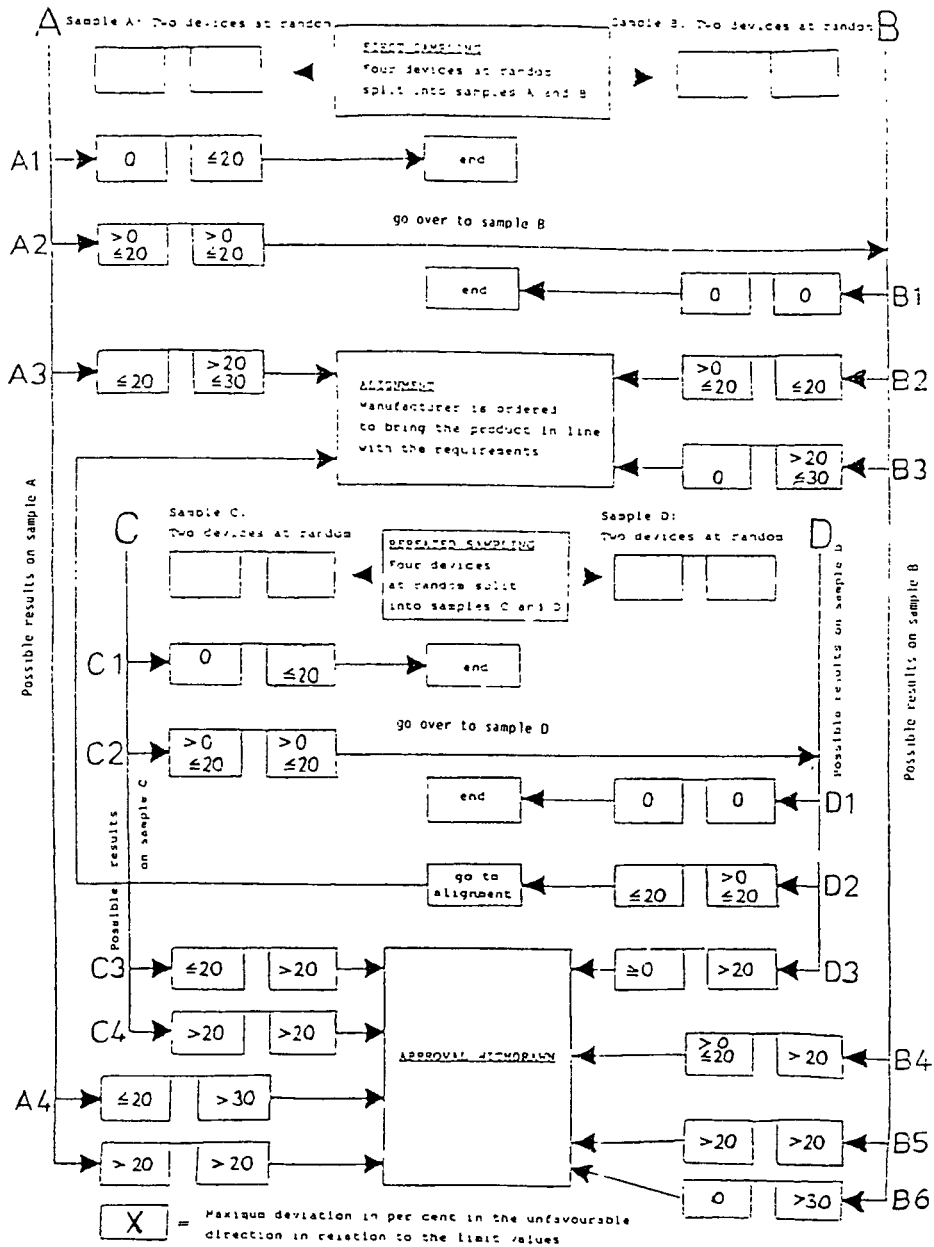 A
Sample A: Two devices at random
Sample B: Two devices at random
B
FIRST SAMPLING
Four devices at random
split into samples A and B
A1
0
≦20
end
go over to sample B
A2
>0
≦20
>0
≦20
end
0
0
B1
A3
≦20
>20
≦30
ALIGNMENT
Manufacturer is ordered
to bring the product in line
with the requirements
>0
≦20
≦20
B2
0
>20
≦30
B3
Possible results on sample A
C
Sample C:
Two devices at random
REPEATED SAMPLING
Four devices
at random split
into samples C and D
Sample D:
Two devices at random
D
Possible results on sample D
Possible results on sample B
C1
0
≦20
end
go over to sample D
C2
>0
≦20
>0
≦20
Possible results
on sample C
end
0
0
D1
go to
alignment
≦20
>0
≦20
D2
C3
≦20
>20
≧0
>20
D3
C4
>20
>20
APPROVAL WITHDRAWN
>0
≦20
>20
B4
A4
≦20
>30
>20
>20
>20
>20
B5
0
>30
B6
X
= Maximum deviation in per cent in the unfavourable
direction in relation to the limit values